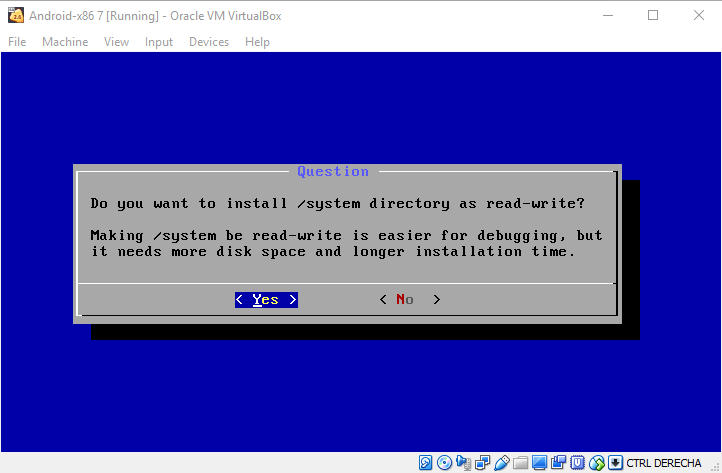 Android-x86 7 [Running] - Oracle VM VirtualBox
File Machine View Input Devices Help
Question
Do you want to install /system directory as read-write?
Making /system be read-write is easier for debugging, but
it needs more disk space and longer installation time.
< Yes > < No >
CTRL DERECHA